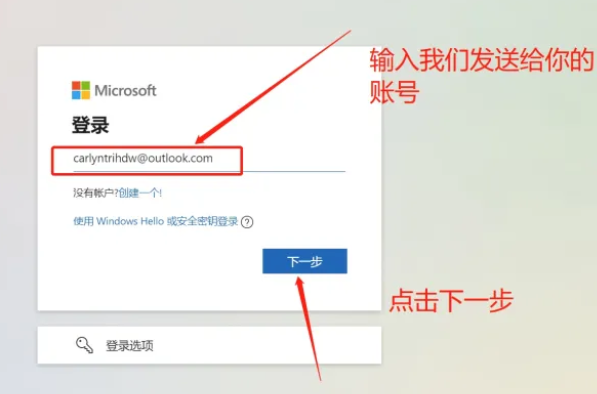 输入我们发送给你的
账号
Microsoft
登录
carlyntrihdw@outlook.com
没有帐户?创建一个!
使用 Windows Hello 或安全密钥登录 ?
下一步
点击下一步
登录选项